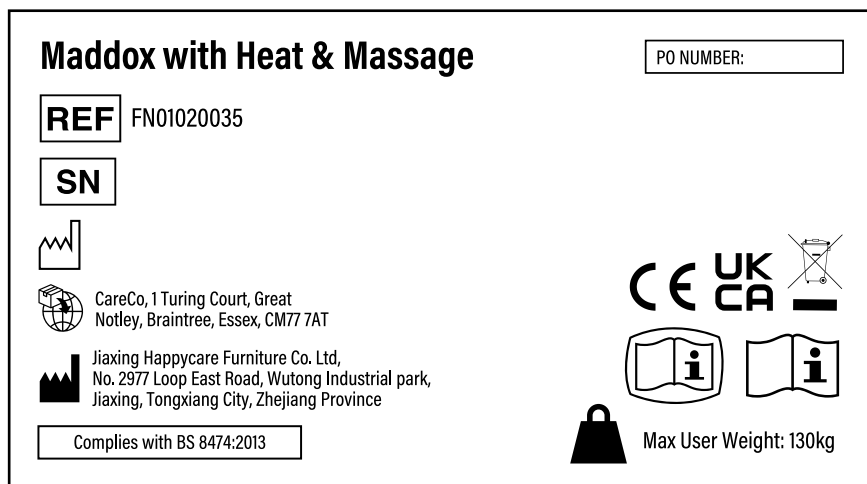 Maddox with Heat & Massage
PO NUMBER:
REF FN01020035
SN
CareCo, 1 Turing Court, Great
Notley, Braintree, Essex, CM77 7AT
Jiaxing Happycare Furniture Co. Ltd,
No. 2977 Loop East Road, Wutong Industrial park,
Jiaxing, Tongxiang City, Zhejiang Province
Complies with BS 8474:2013
CE
UK
CA
i
i
Max User Weight: 130kg